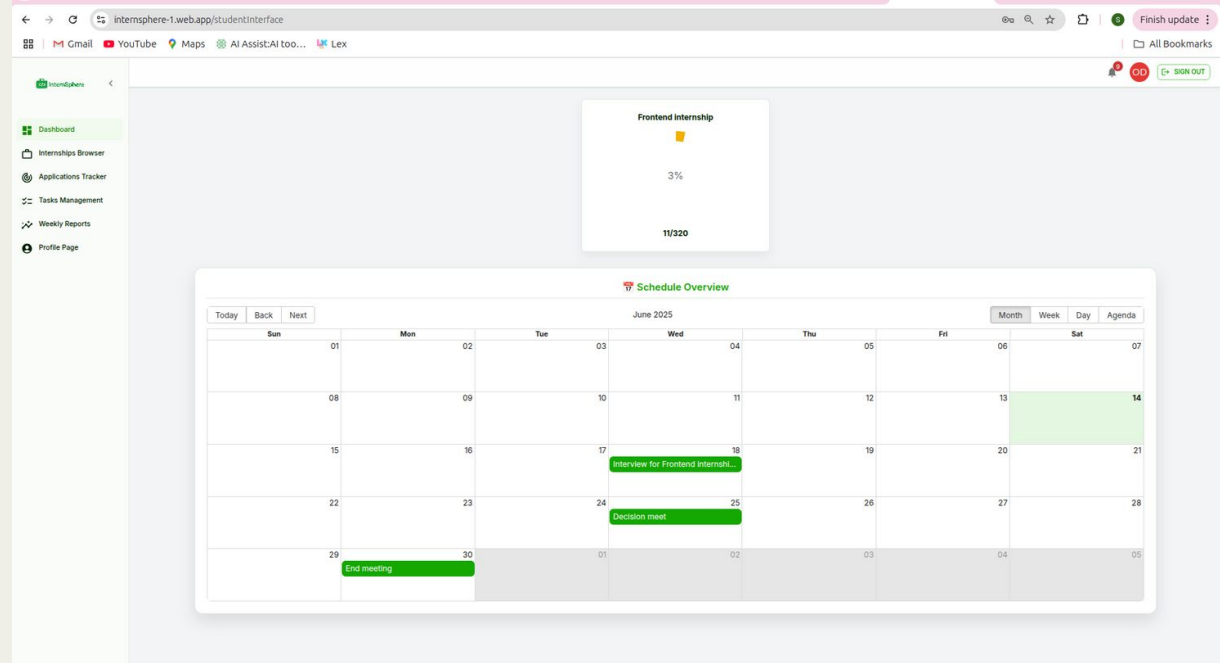 internsphere-1.web.app/studentInterface
S Finish update
Gmail YouTube Maps AI Assist:AI too... Lex All Bookmarks
InternSphere
9 OD SIGN OUT
Dashboard
Internships Browser
Applications Tracker
Tasks Management
Weekly Reports
Profile Page
Frontend internship
3%
11/320
Schedule Overview
Today Back Next June 2025 Month Week Day Agenda
Sun Mon Tue Wed Thu Fri Sat
01 02 03 04 05 06 07
08 09 10 11 12 13 14
15 16 17 18 19 20 21
Interview for Frontend internshi...
22 23 24 25 26 27 28
Decision meet
29 30 01 02 03 04 05
End meeting